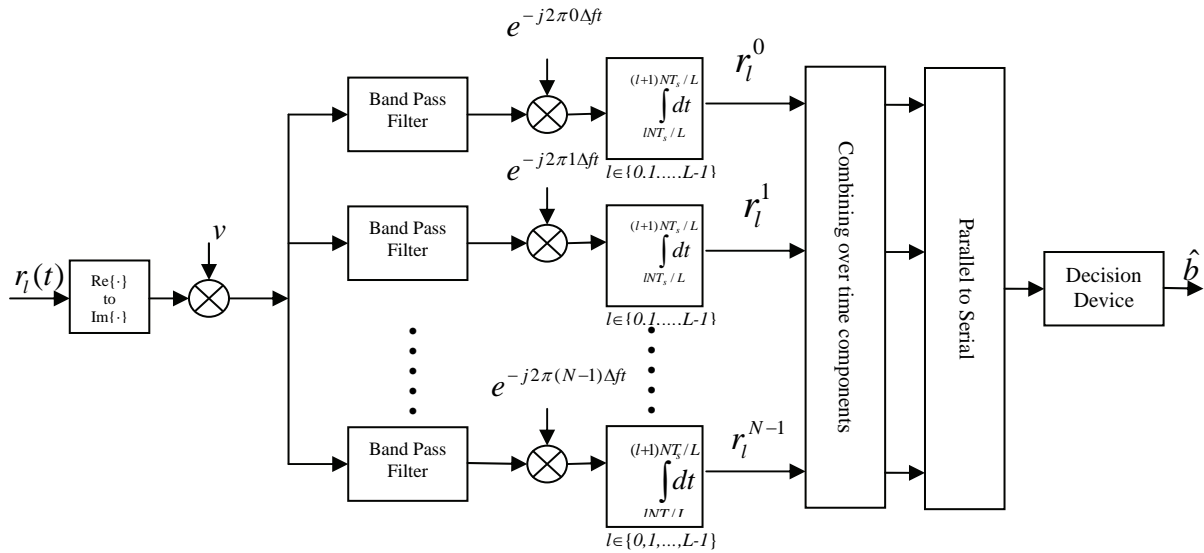 e^{-j2π0Δft}
Band Pass
Filter
(l+1)NT_s/L
∫dt
lNT_s/L
l∈{0.1.....L-1}
r_l^0
e^{-j2π1Δft}
Band Pass
Filter
(l+1)NT_s/L
∫dt
lNT_s/L
l∈{0.1.....L-1}
r_l^1
r_l(t)
Re{·}
to
Im{·}
v
e^{-j2π(N-1)Δft}
Band Pass
Filter
(l+1)NT_s/L
∫dt
lNT/L
l∈{0,1,...,L-1}
r_l^{N-1}
Combining over time components
Parallel to Serial
Decision
Device
b̂